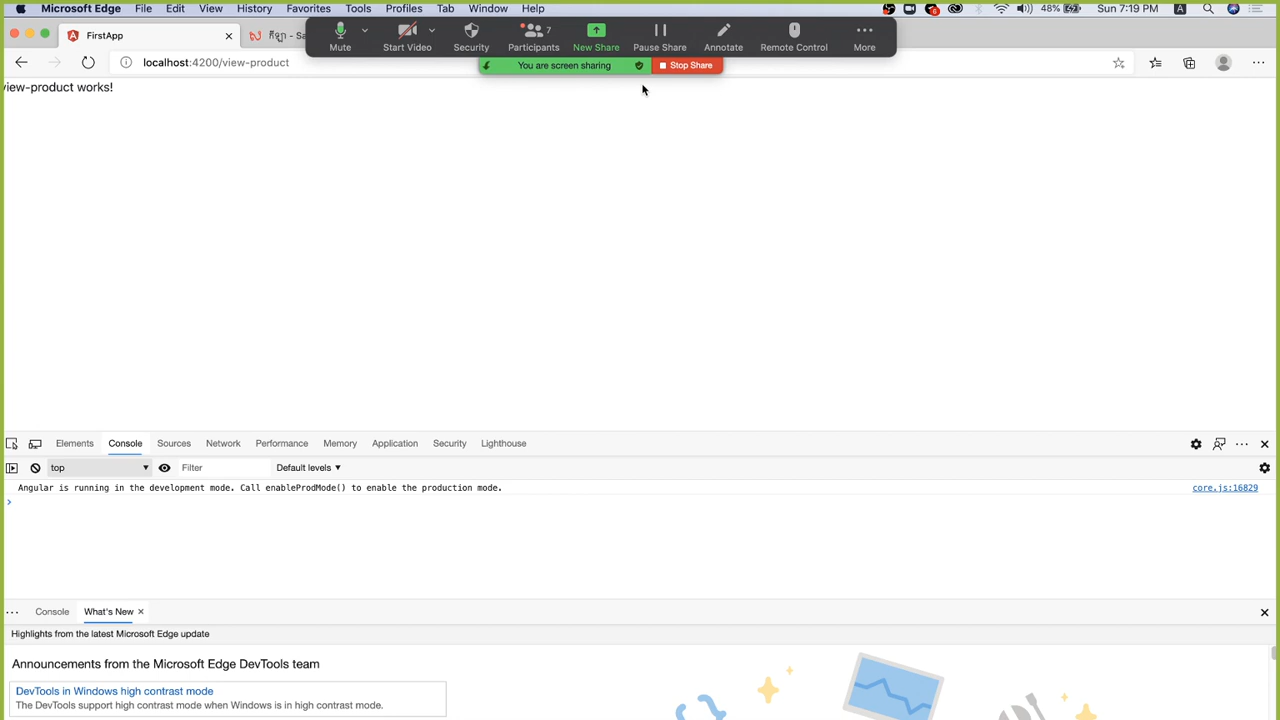 Microsoft Edge File Edit View History Favorites Tools Profiles Tab Window Help 6 48% Sun 7:19 PM A
FirstApp
កីឡា - Sa
Mute Start Video Security Participants 7 New Share Pause Share Annotate Remote Control More
localhost:4200/view-product
You are screen sharing Stop Share
view-product works!
Elements Console Sources Network Performance Memory Application Security Lighthouse
top Filter Default levels
Angular is running in the development mode. Call enableProdMode() to enable the production mode. core.js:16829
Console What's New
Highlights from the latest Microsoft Edge update
Announcements from the Microsoft Edge DevTools team
DevTools in Windows high contrast mode
The DevTools support high contrast mode when Windows is in high contrast mode.